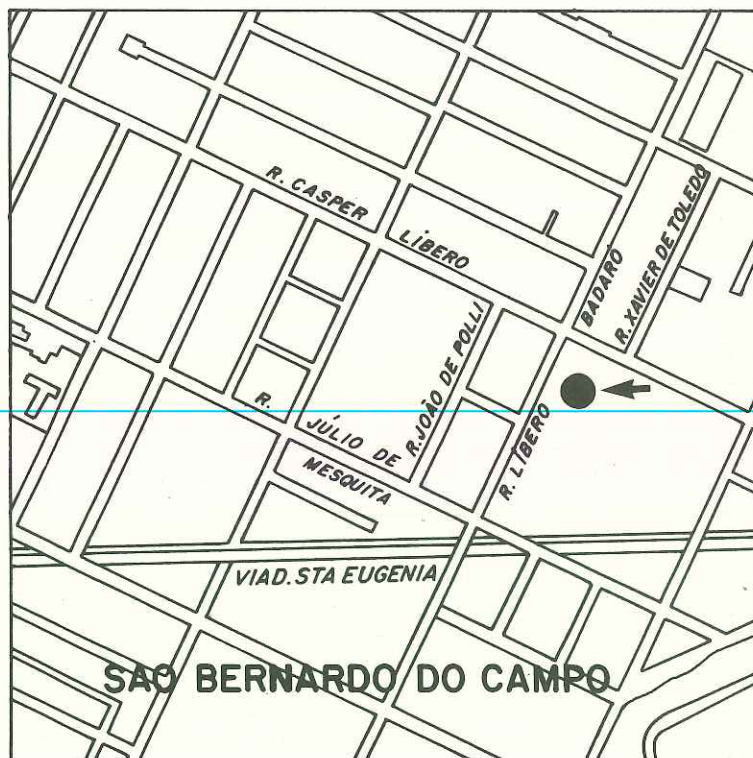 R. CASPER
LÍBERO
BADARÓ
R. XAVIER DE TOLEDO
R. JOÃO DE POLLI
R.
JÚLIO DE
MESQUITA
R. LÍBERO
VIAD. STA EUGENIA
SAO BERNARDO DO CAMPO